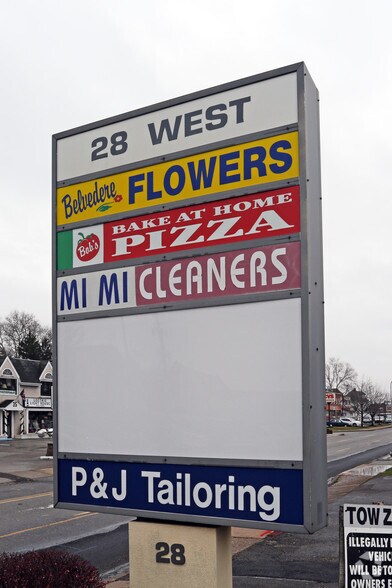 28 WEST
Belvedere FLOWERS
Bob's BAKE AT HOME
PIZZA
MI MI CLEANERS
P&J Tailoring
28
TOW
ILLEGALLY
VEHIC
WILL BE TO
OWNERS E